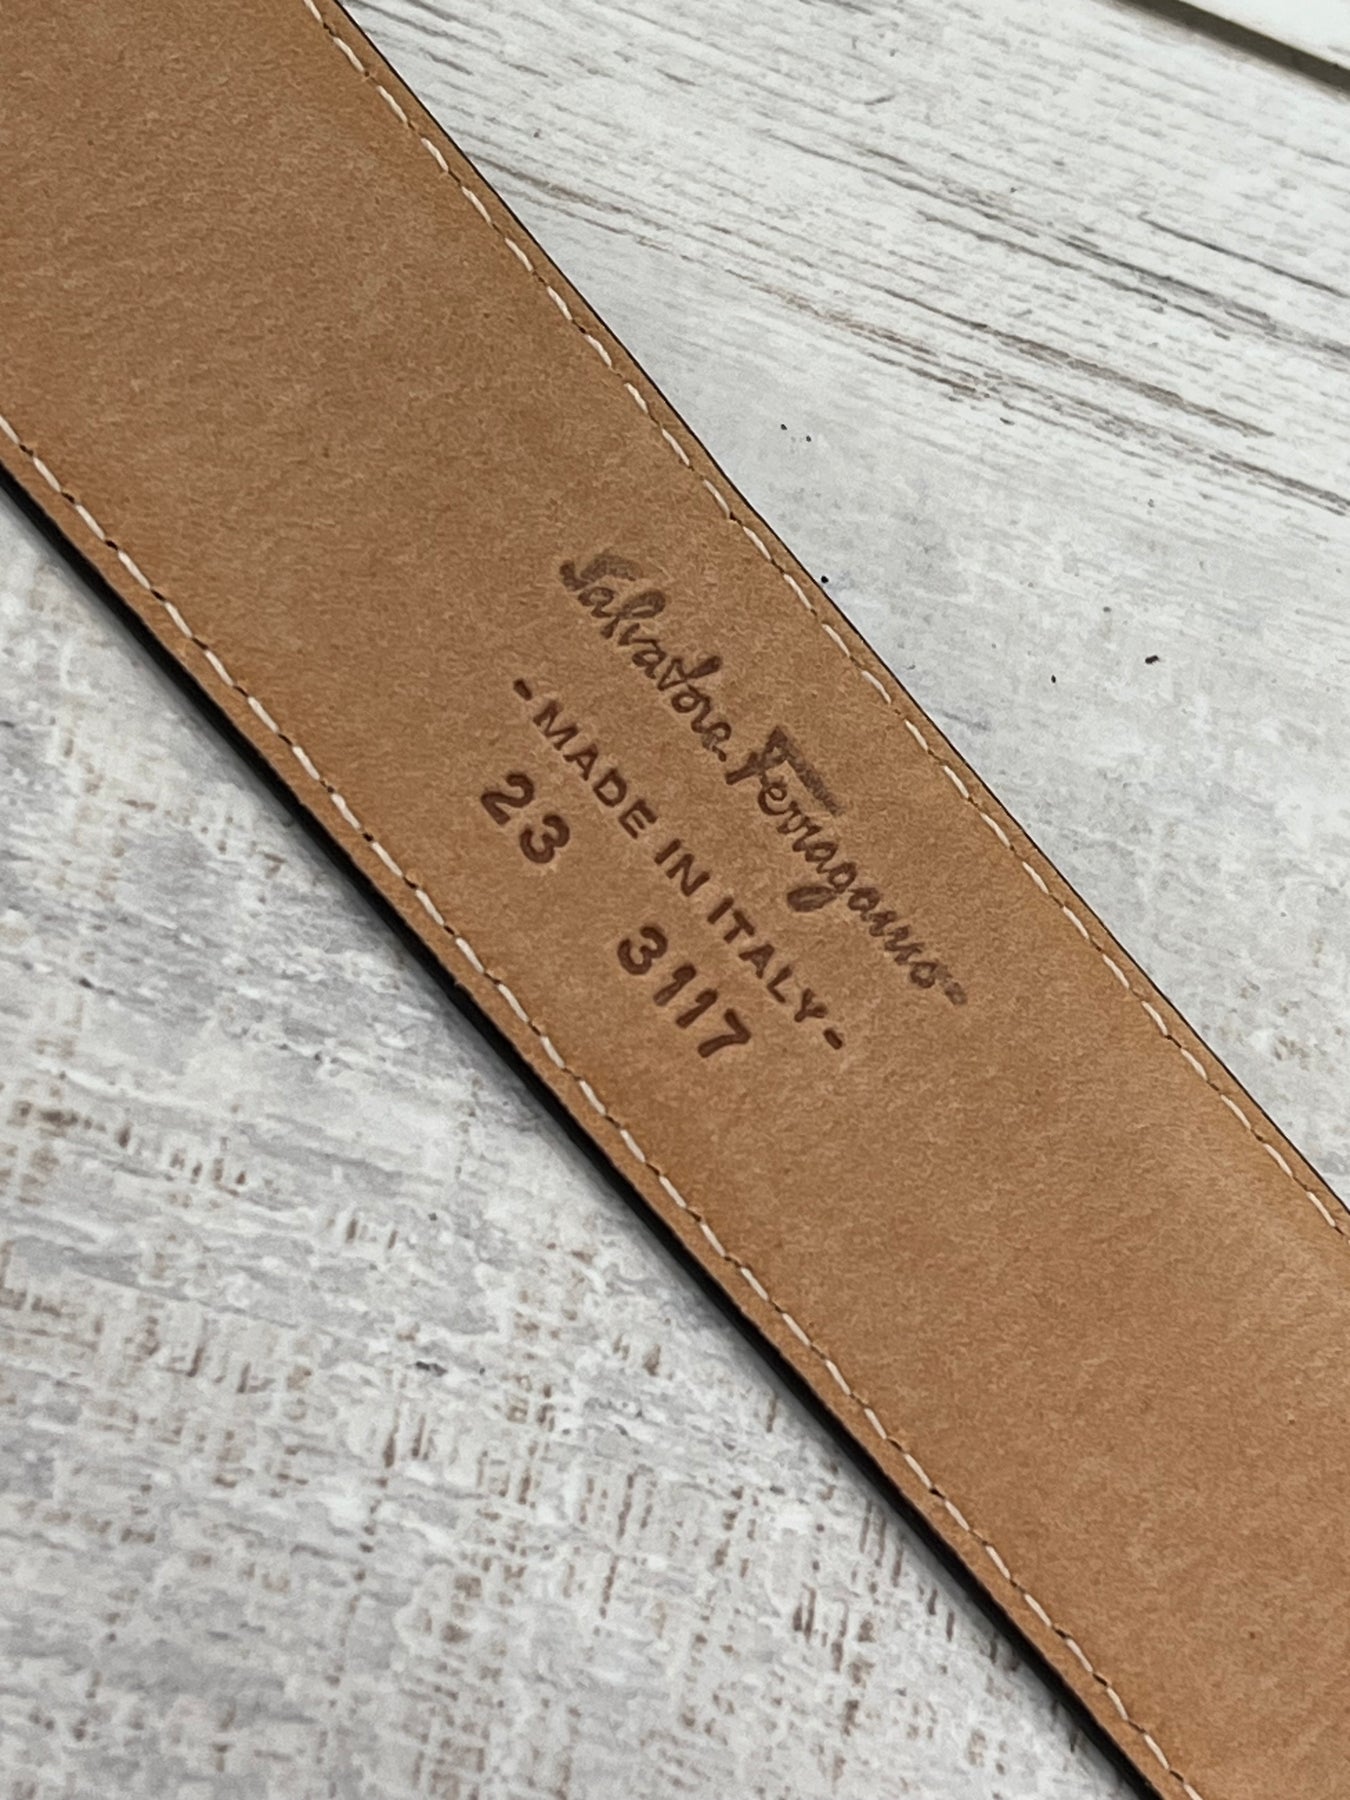 Salvatore Ferragamo
-MADE IN ITALY-
23 3117